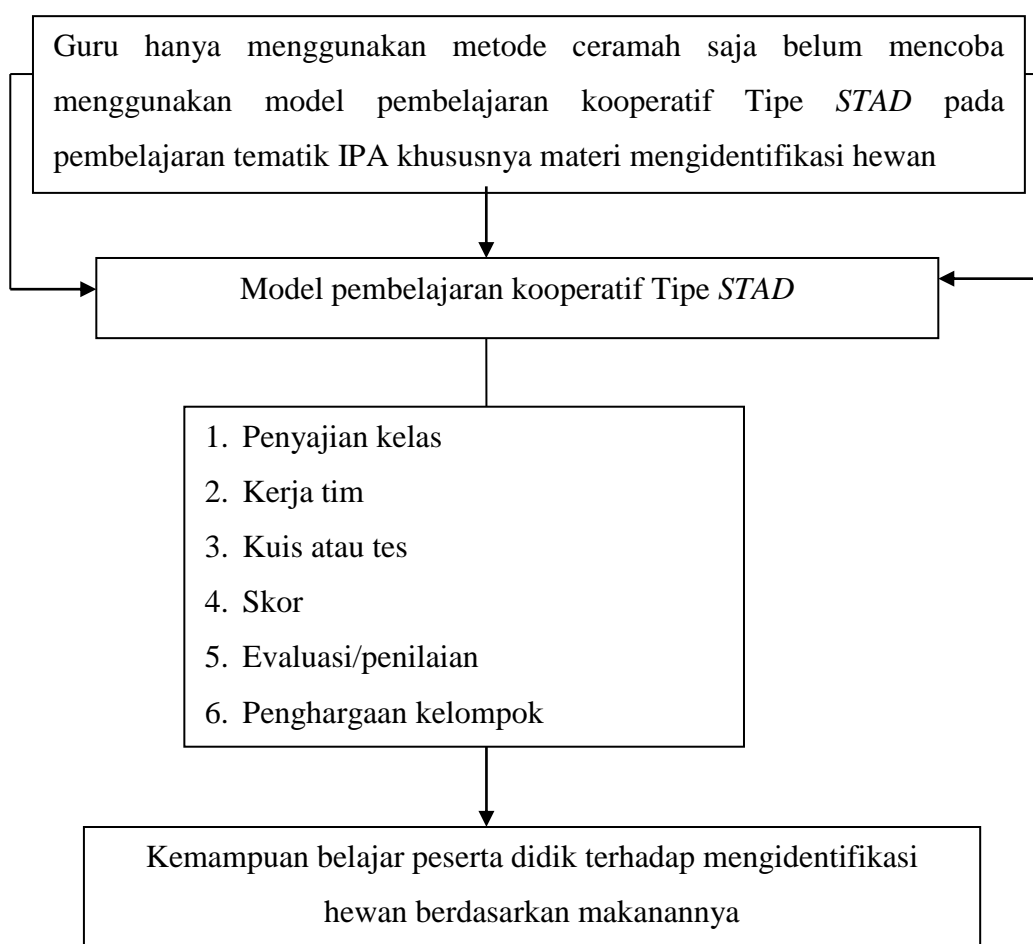 Guru hanya menggunakan metode ceramah saja belum mencoba
menggunakan model pembelajaran kooperatif Tipe STAD pada
pembelajaran tematik IPA khususnya materi mengidentifikasi hewan
Model pembelajaran kooperatif Tipe STAD
1. Penyajian kelas
2. Kerja tim
3. Kuis atau tes
4. Skor
5. Evaluasi/penilaian
6. Penghargaan kelompok
Kemampuan belajar peserta didik terhadap mengidentifikasi
hewan berdasarkan makanannya